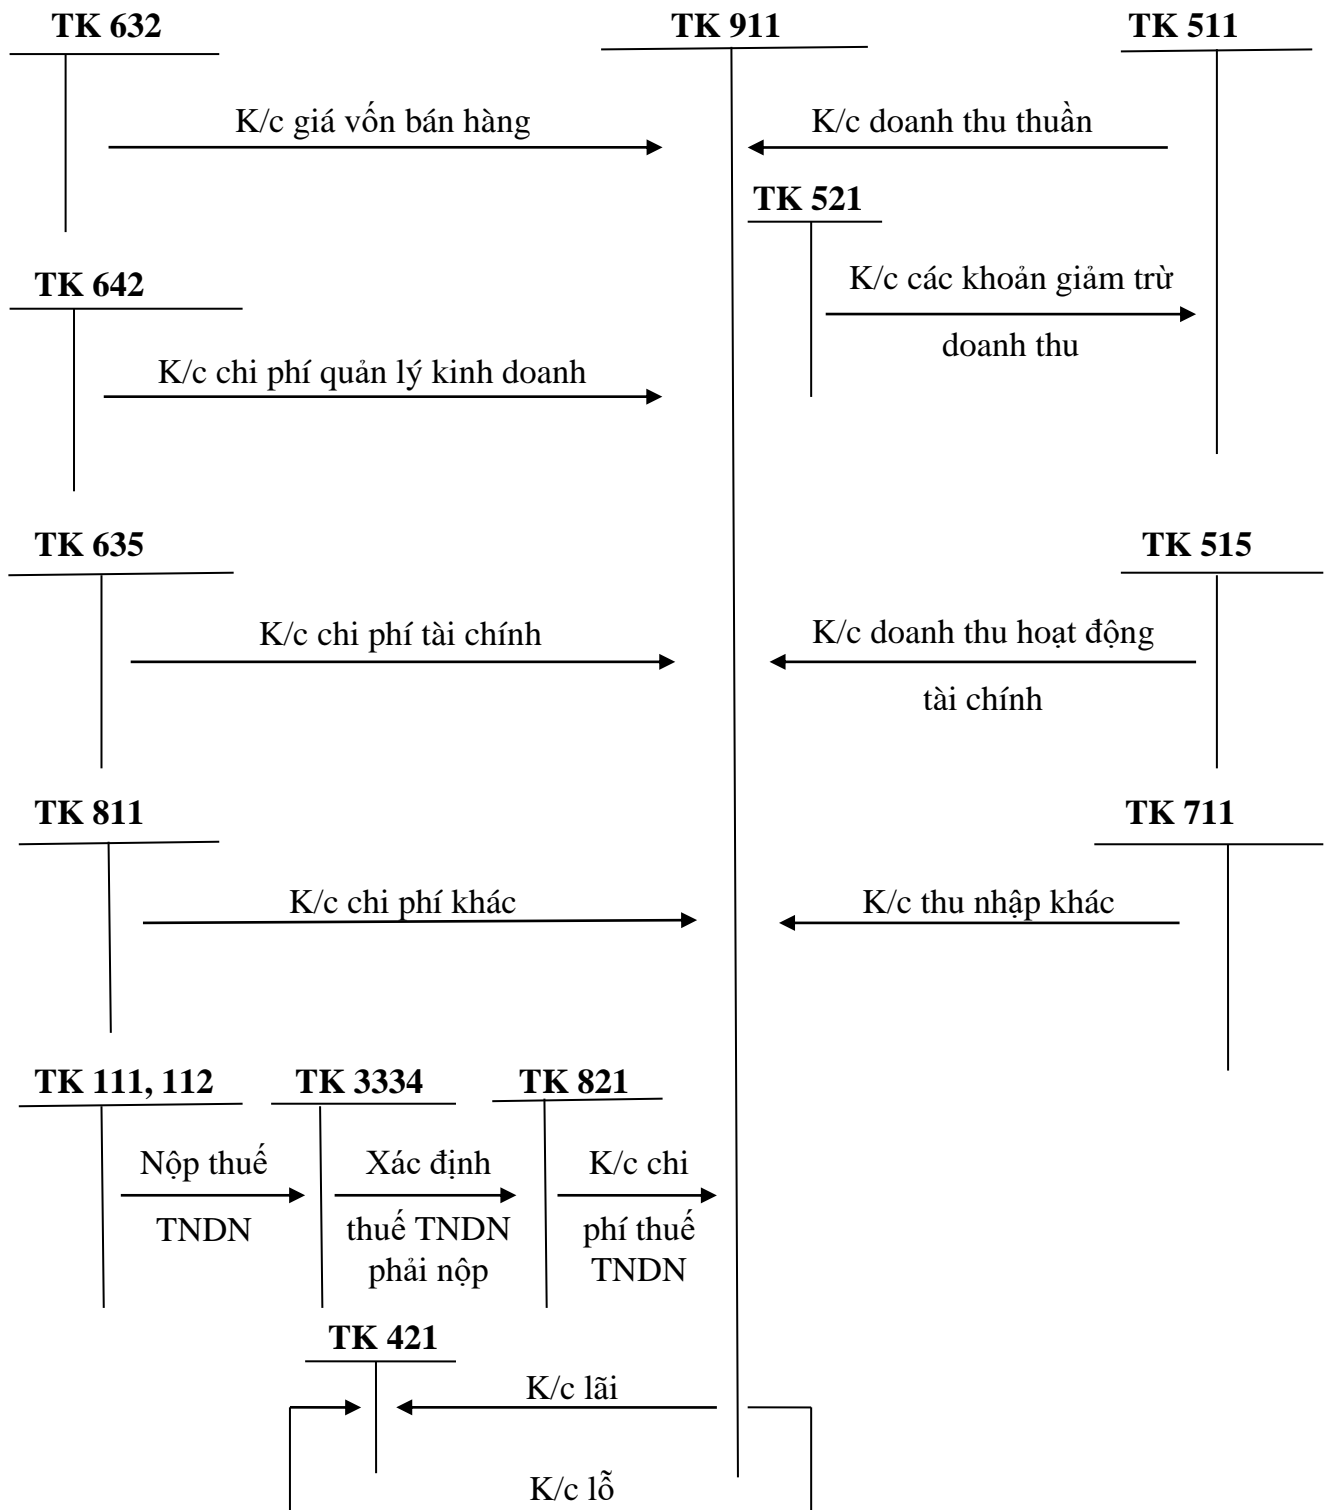 TK 632
TK 911
TK 511
K/c giá vốn bán hàng
K/c doanh thu thuần
TK 521
TK 642
K/c các khoản giảm trừ
doanh thu
K/c chi phí quản lý kinh doanh
TK 635
TK 515
K/c chi phí tài chính
K/c doanh thu hoạt động
tài chính
TK 811
TK 711
K/c chi phí khác
K/c thu nhập khác
TK 111, 112
TK 3334
TK 821
Nộp thuế
TNDN
Xác định
thuế TNDN
phải nộp
K/c chi
phí thuế
TNDN
TK 421
K/c lãi
K/c lỗ